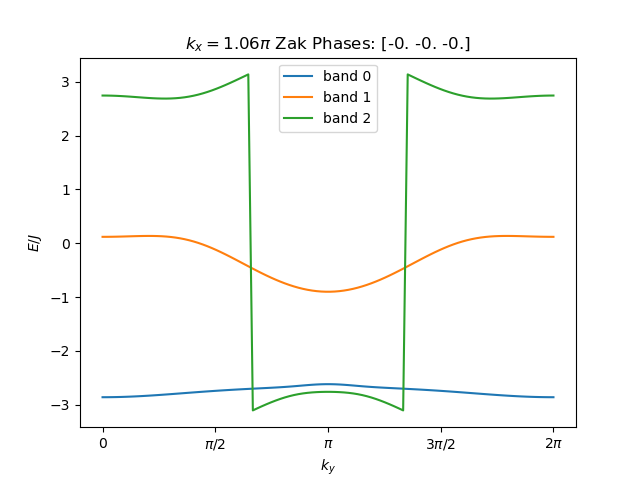 $k_x = 1.06\pi$ Zak Phases: [-0. -0. -0.]
band 0
band 1
band 2
3
2
1
0
−1
−2
−3
E/J
0 π/2 π 3π/2 2π
$k_y$